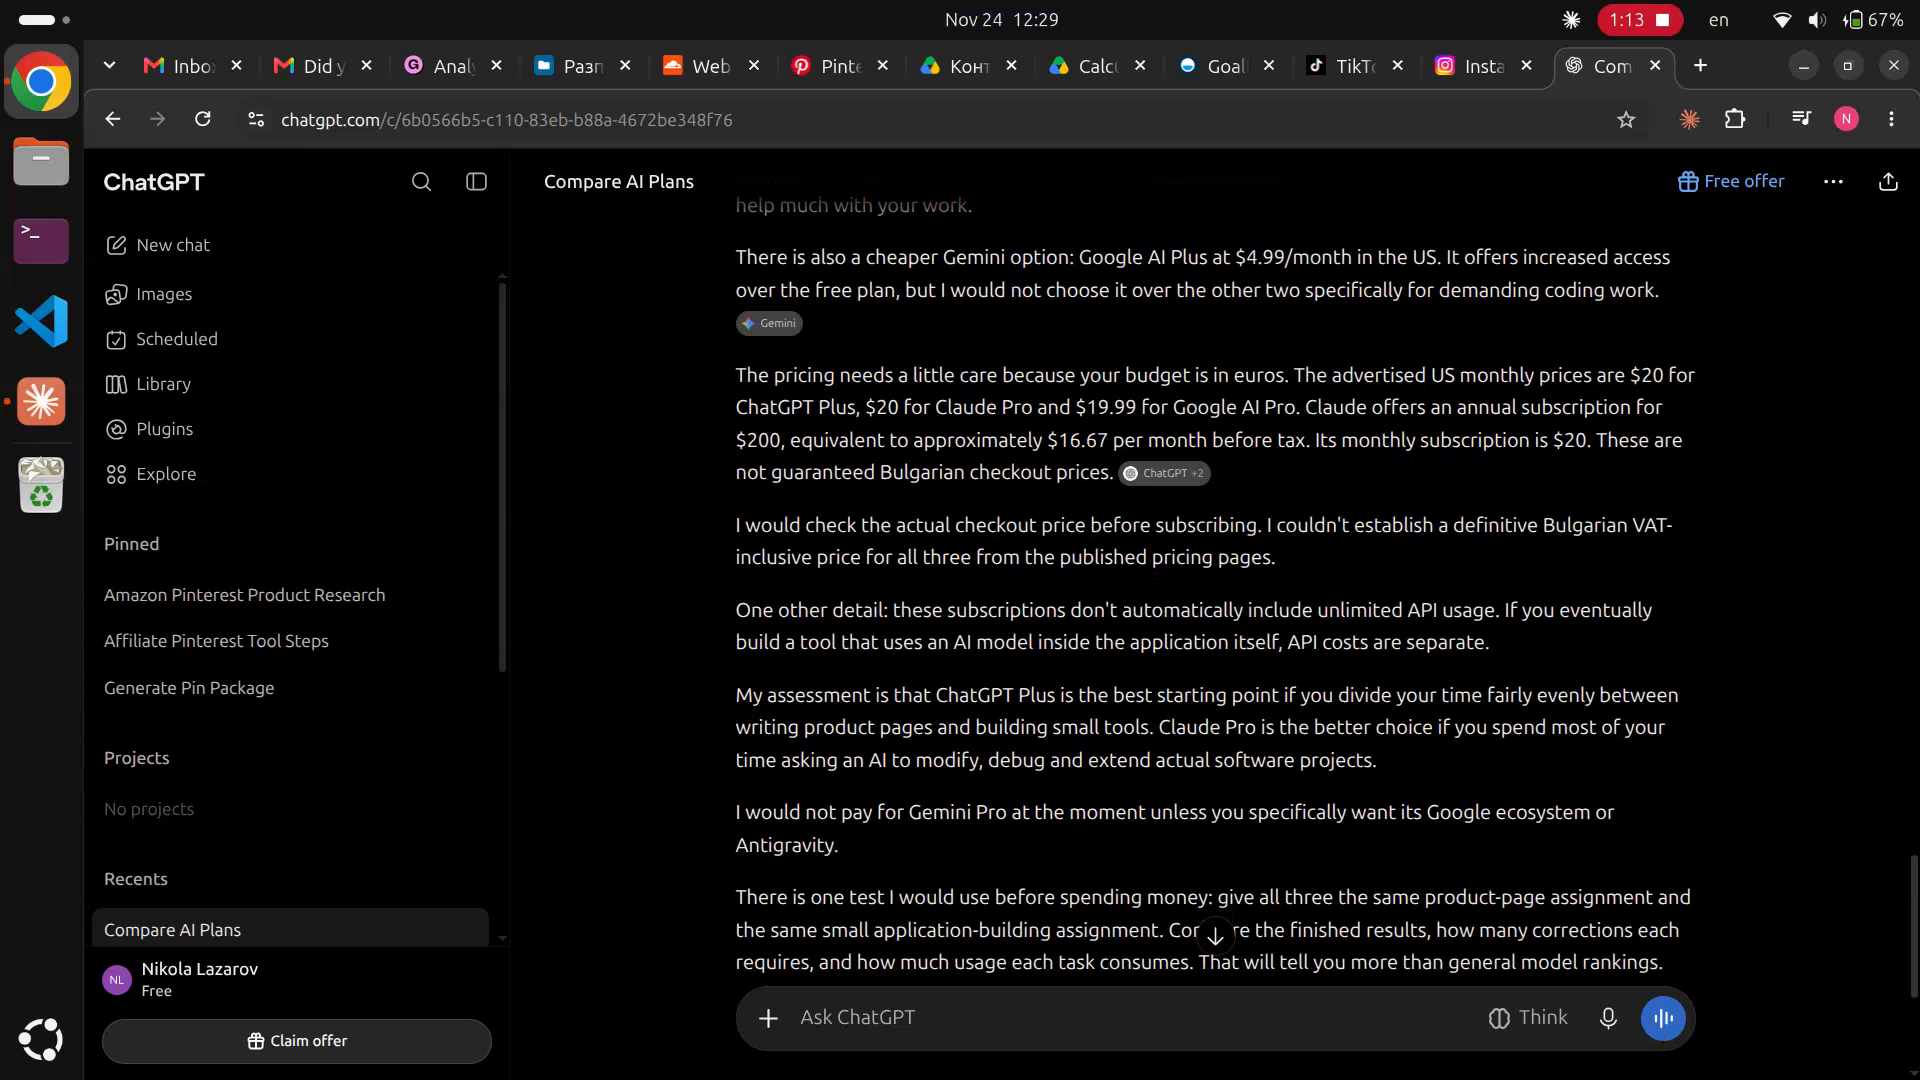 Nov 24 12:29
1:13
en
67%
Inbo
Did y
Anal
Разп
Web
Pinte
Конт
Calcu
Goal
TikTo
Insta
Com
chatgpt.com/c/6b0566b5-c110-83eb-b88a-4672be348f76
N
ChatGPT
New chat
Images
Scheduled
Library
Plugins
Explore
Pinned
Amazon Pinterest Product Research
Affiliate Pinterest Tool Steps
Generate Pin Package
Projects
No projects
Recents
Compare AI Plans
NL
Nikola Lazarov
Free
Claim offer
Compare AI Plans
Free offer
help much with your work.
There is also a cheaper Gemini option: Google AI Plus at $4.99/month in the US. It offers increased access
over the free plan, but I would not choose it over the other two specifically for demanding coding work.
Gemini
The pricing needs a little care because your budget is in euros. The advertised US monthly prices are $20 for
ChatGPT Plus, $20 for Claude Pro and $19.99 for Google AI Pro. Claude offers an annual subscription for
$200, equivalent to approximately $16.67 per month before tax. Its monthly subscription is $20. These are
not guaranteed Bulgarian checkout prices. ChatGPT +2
I would check the actual checkout price before subscribing. I couldn't establish a definitive Bulgarian VAT-
inclusive price for all three from the published pricing pages.
One other detail: these subscriptions don't automatically include unlimited API usage. If you eventually
build a tool that uses an AI model inside the application itself, API costs are separate.
My assessment is that ChatGPT Plus is the best starting point if you divide your time fairly evenly between
writing product pages and building small tools. Claude Pro is the better choice if you spend most of your
time asking an AI to modify, debug and extend actual software projects.
I would not pay for Gemini Pro at the moment unless you specifically want its Google ecosystem or
Antigravity.
There is one test I would use before spending money: give all three the same product-page assignment and
the same small application-building assignment. Co re the finished results, how many corrections each
requires, and how much usage each task consumes. That will tell you more than general model rankings.
Ask ChatGPT
Think